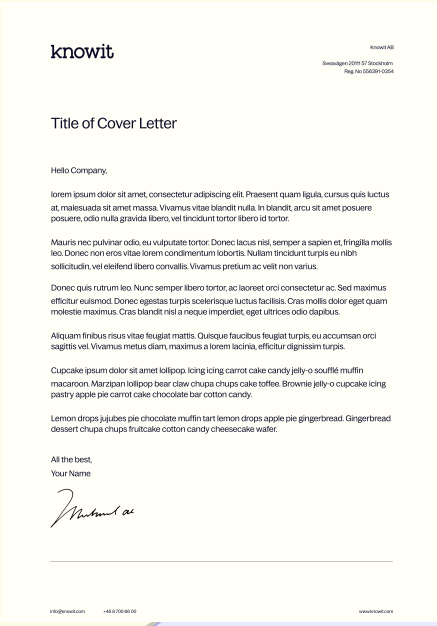 knowit
Knowit AB
Sveavägen 20 111 57 Stockholm
Reg. No 556391-0354
Title of Cover Letter
Hello Company,
lorem ipsum dolor sit amet, consectetur adipiscing elit. Praesent quam ligula, cursus quis luctus
at, malesuada sit amet massa. Vivamus vitae blandit nulla. In blandit, arcu sit amet posuere
posuere, odio nulla gravida libero, vel tincidunt tortor libero id tortor.
Mauris nec pulvinar odio, eu vulputate tortor. Donec lacus nisl, semper a sapien et, fringilla mollis
leo. Donec non eros vitae lorem condimentum lobortis. Nullam tincidunt turpis eu nibh
sollicitudin, vel eleifend libero convallis. Vivamus pretium ac velit non varius.
Donec quis rutrum leo. Nunc semper libero tortor, ac laoreet orci consectetur ac. Sed maximus
efficitur euismod. Donec egestas turpis scelerisque luctus facilisis. Cras mollis dolor eget quam
molestie maximus. Cras blandit nisl a neque imperdiet, eget ultrices odio dapibus.
Aliquam finibus risus vitae feugiat mattis. Quisque faucibus feugiat turpis, eu accumsan orci
sagittis vel. Vivamus metus diam, maximus a lorem lacinia, efficitur dignissim turpis.
Cupcake ipsum dolor sit amet lollipop. Icing icing carrot cake candy jelly-o soufflé muffin
macaroon. Marzipan lollipop bear claw chupa chups cake toffee. Brownie jelly-o cupcake icing
pastry apple pie carrot cake chocolate bar cotton candy.
Lemon drops jujubes pie chocolate muffin tart lemon drops apple pie gingerbread. Gingerbread
dessert chupa chups fruitcake cotton candy cheesecake wafer.
All the best,
Your Name
info@knowit.com +46 8 700 66 00 www.knowit.com